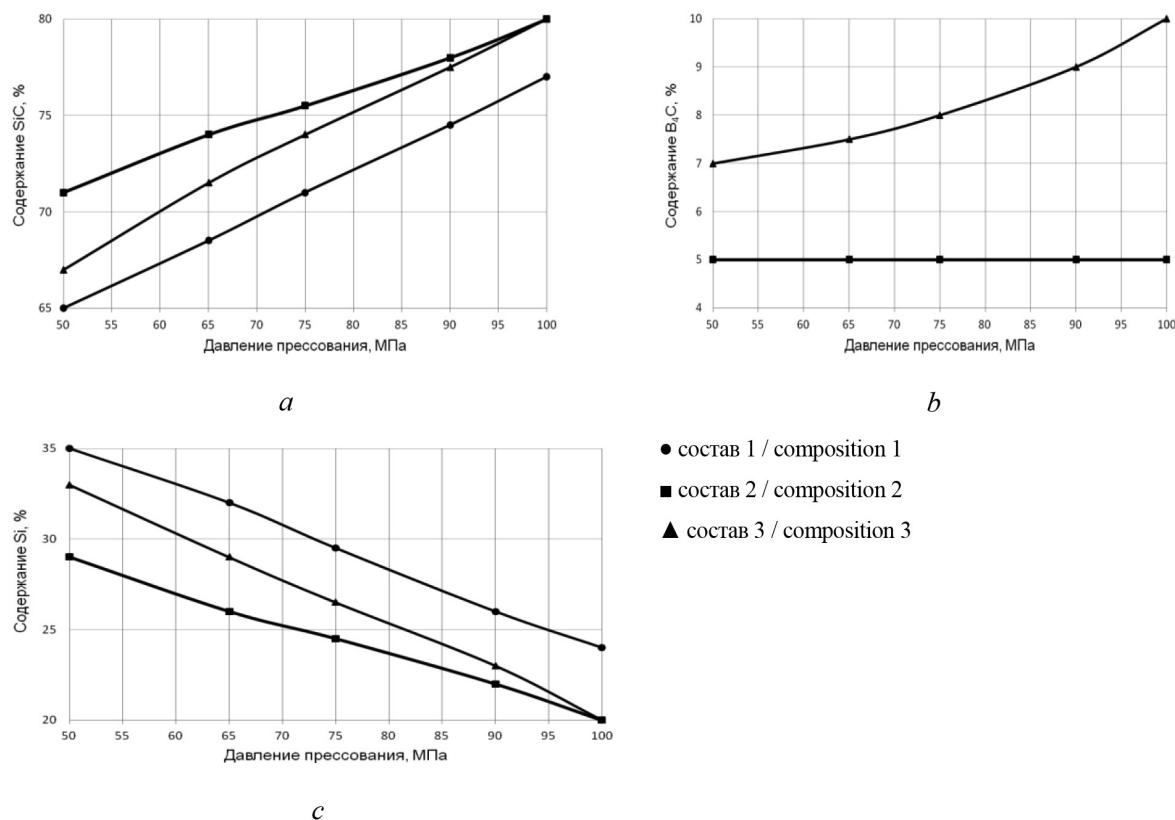 80
75
70
65
Содержание SiC, %
50 55 60 65 70 75 80 85 90 95 100
Давление прессования, МПа
a
10
9
8
7
6
5
4
Содержание B₄C, %
50 55 60 65 70 75 80 85 90 95 100
Давление прессования, МПа
b
35
30
25
20
Содержание Si, %
50 55 60 65 70 75 80 85 90 95 100
Давление прессования, МПа
c
● состав 1 / composition 1
■ состав 2 / composition 2
▲ состав 3 / composition 3